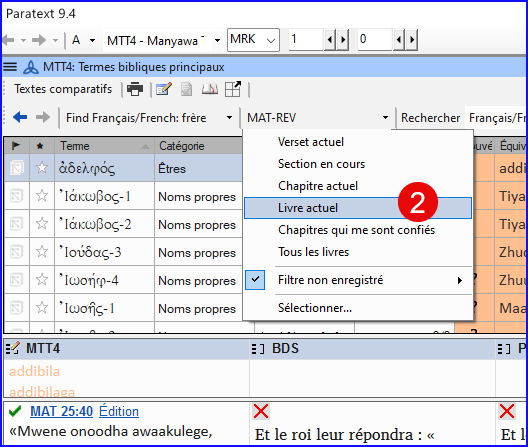 Paratext 9.4
A MTT4 - Manyawa MRK 1 0
MTT4: Termes bibliques principaux
Textes comparatifs
Find Français/French: frère MAT-REV Rechercher Français/Fran
Terme Catégorie
ἀδελφός Êtres addi
Ἰάκωβος-1 Noms propres Tiya
Ἰάκωβος-2 Noms propres Tiya
Ἰούδας-3 Noms propres Zhu
Ἰωσήφ-4 Noms propres Zhu
Ἰωσῆς-1 Noms propres Maa
Verset actuel
Section en cours
Chapitre actuel
Livre actuel
2
Chapitres qui me sont confiés
Tous les livres
Filtre non enregistré
Sélectionner...
MTT4 BDS P
addibila
addibilaga
MAT 25:40 Édition
«Mwene onoodha awaakulege,
Et le roi leur répondra : «
Et l